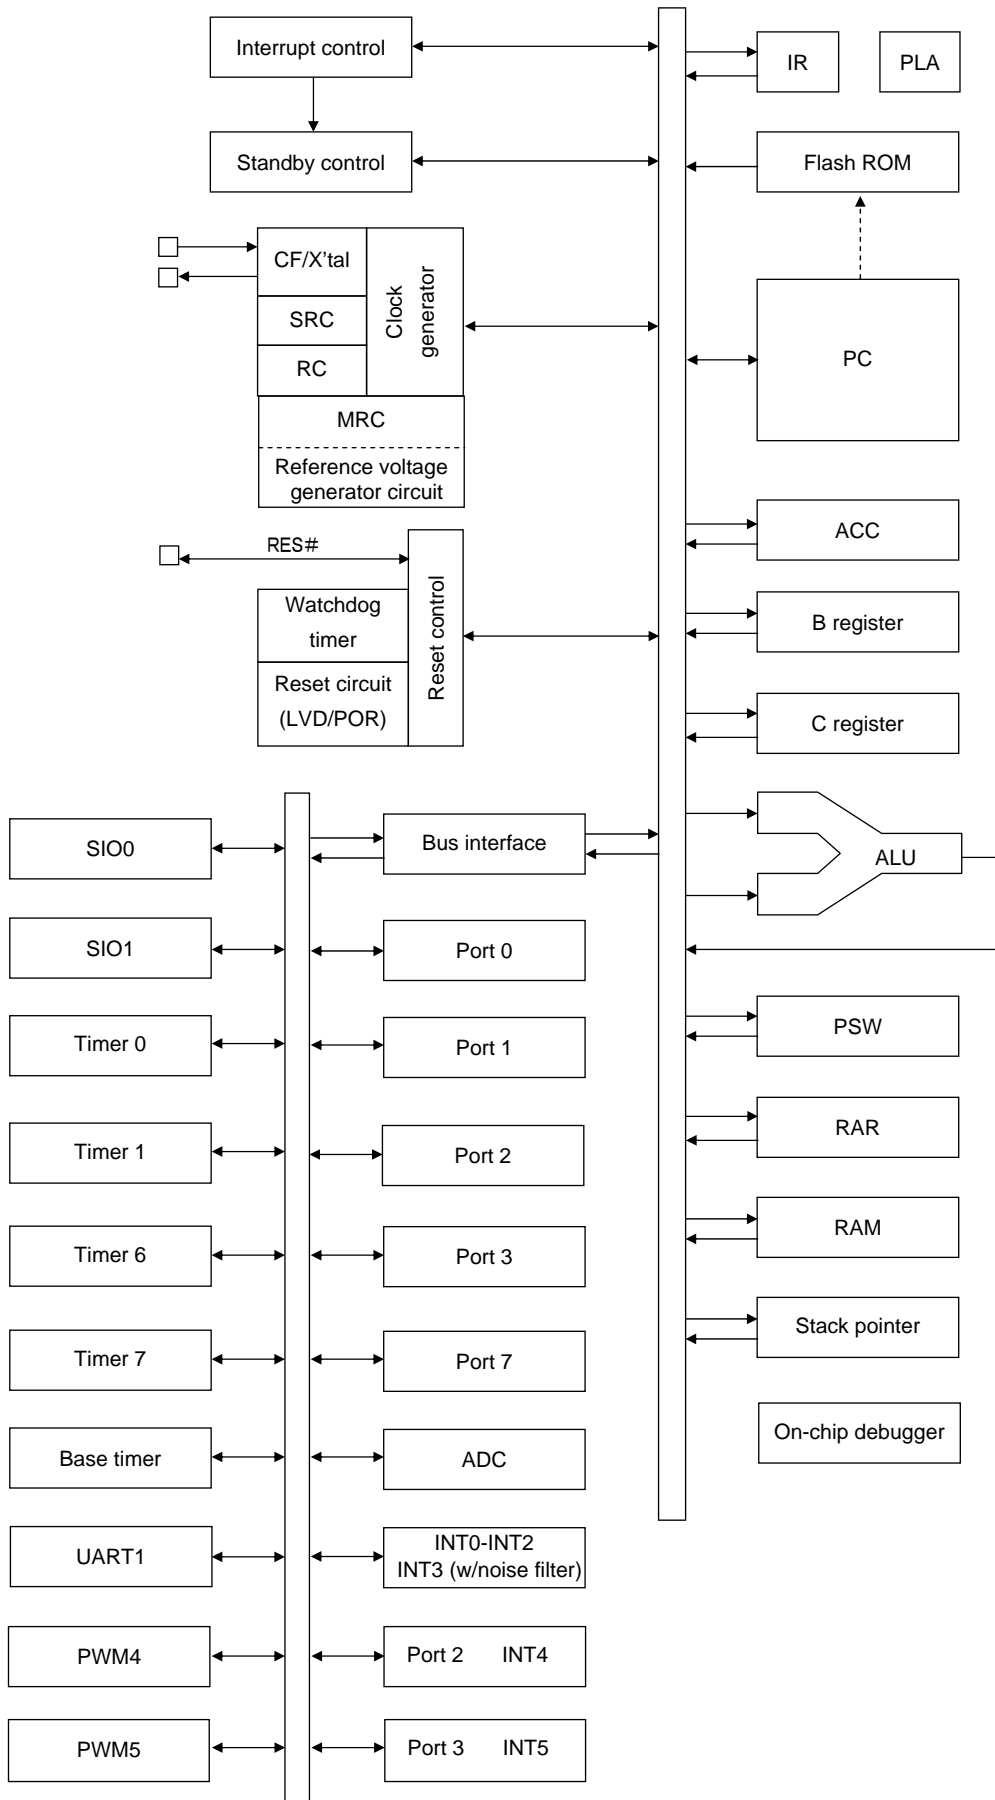 Interrupt control
IR
PLA
Standby control
Flash ROM
CF/X'tal
SRC
RC
Clock
generator
MRC
Reference voltage
generator circuit
PC
RES#
Watchdog
timer
Reset circuit
(LVD/POR)
Reset control
ACC
B register
C register
SIO0
Bus interface
ALU
SIO1
Port 0
Timer 0
Port 1
PSW
Timer 1
Port 2
RAR
Timer 6
Port 3
RAM
Timer 7
Port 7
Stack pointer
Base timer
ADC
On-chip debugger
UART1
INT0-INT2
INT3 (w/noise filter)
PWM4
Port 2 INT4
PWM5
Port 3 INT5